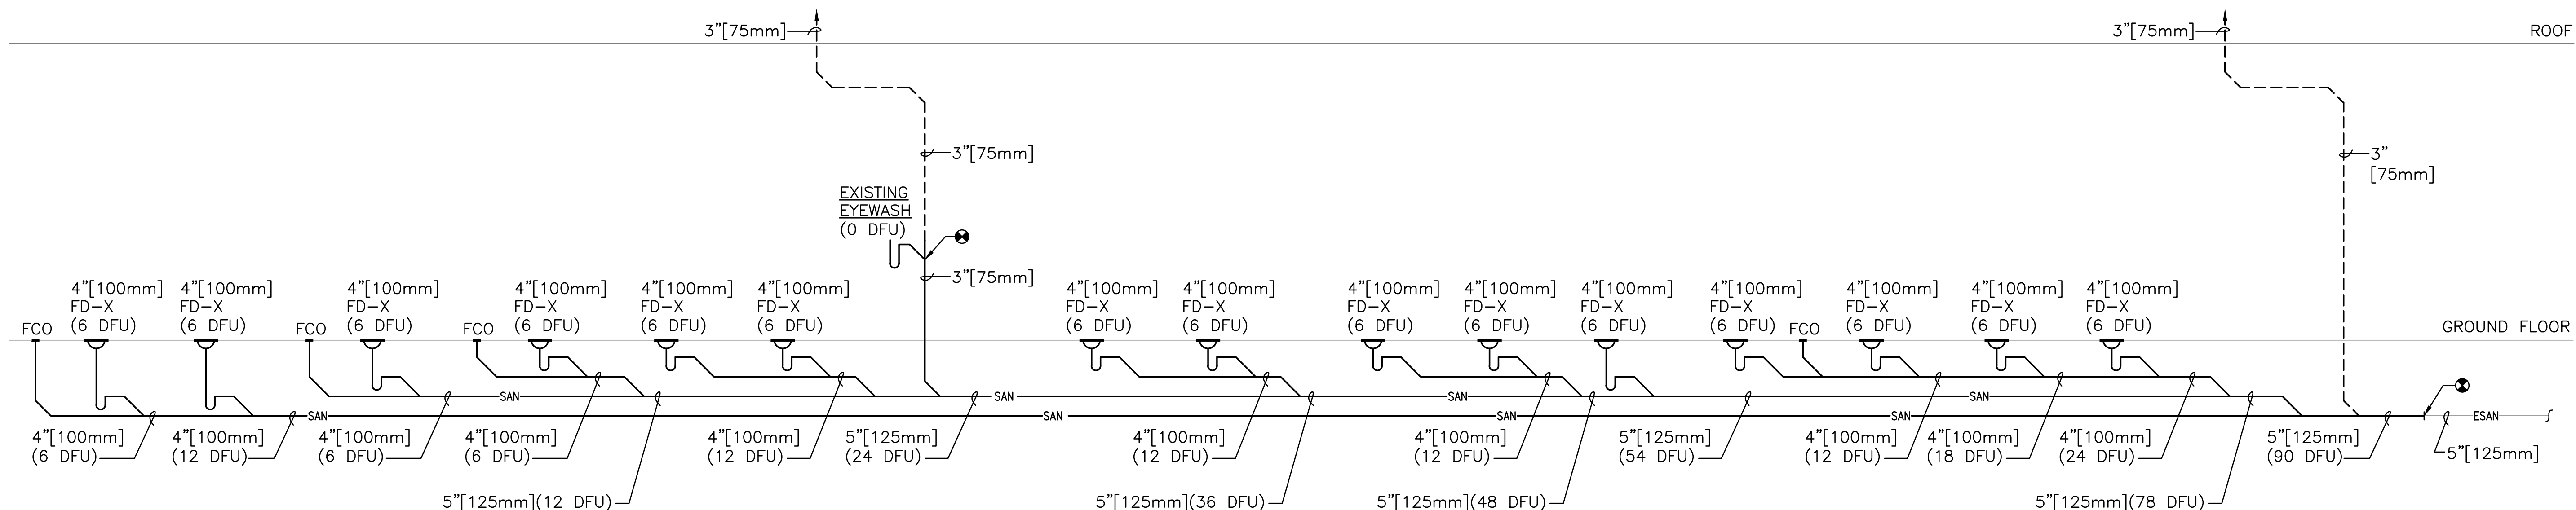 3"[75mm]
3"[75mm]
ROOF
3"[75mm]
3"
[75mm]
EXISTING
EYEWASH
(0 DFU)
3"[75mm]
FCO
4"[100mm]
FD-X
(6 DFU)
4"[100mm]
FD-X
(6 DFU)
FCO
4"[100mm]
FD-X
(6 DFU)
FCO
4"[100mm]
FD-X
(6 DFU)
4"[100mm]
FD-X
(6 DFU)
4"[100mm]
FD-X
(6 DFU)
4"[100mm]
FD-X
(6 DFU)
4"[100mm]
FD-X
(6 DFU)
4"[100mm]
FD-X
(6 DFU)
4"[100mm]
FD-X
(6 DFU)
4"[100mm]
FD-X
(6 DFU)
4"[100mm]
FD-X
(6 DFU)
FCO
4"[100mm]
FD-X
(6 DFU)
4"[100mm]
FD-X
(6 DFU)
4"[100mm]
FD-X
(6 DFU)
GROUND FLOOR
SAN
SAN
SAN
SAN
SAN
SAN
SAN
SAN
ESAN
4"[100mm]
(6 DFU)
4"[100mm]
(12 DFU)
4"[100mm]
(6 DFU)
4"[100mm]
(6 DFU)
4"[100mm]
(12 DFU)
5"[125mm]
(24 DFU)
4"[100mm]
(12 DFU)
4"[100mm]
(12 DFU)
5"[125mm]
(54 DFU)
4"[100mm]
(12 DFU)
4"[100mm]
(18 DFU)
4"[100mm]
(24 DFU)
5"[125mm]
(90 DFU)
5"[125mm]
5"[125mm](12 DFU)
5"[125mm](36 DFU)
5"[125mm](48 DFU)
5"[125mm](78 DFU)